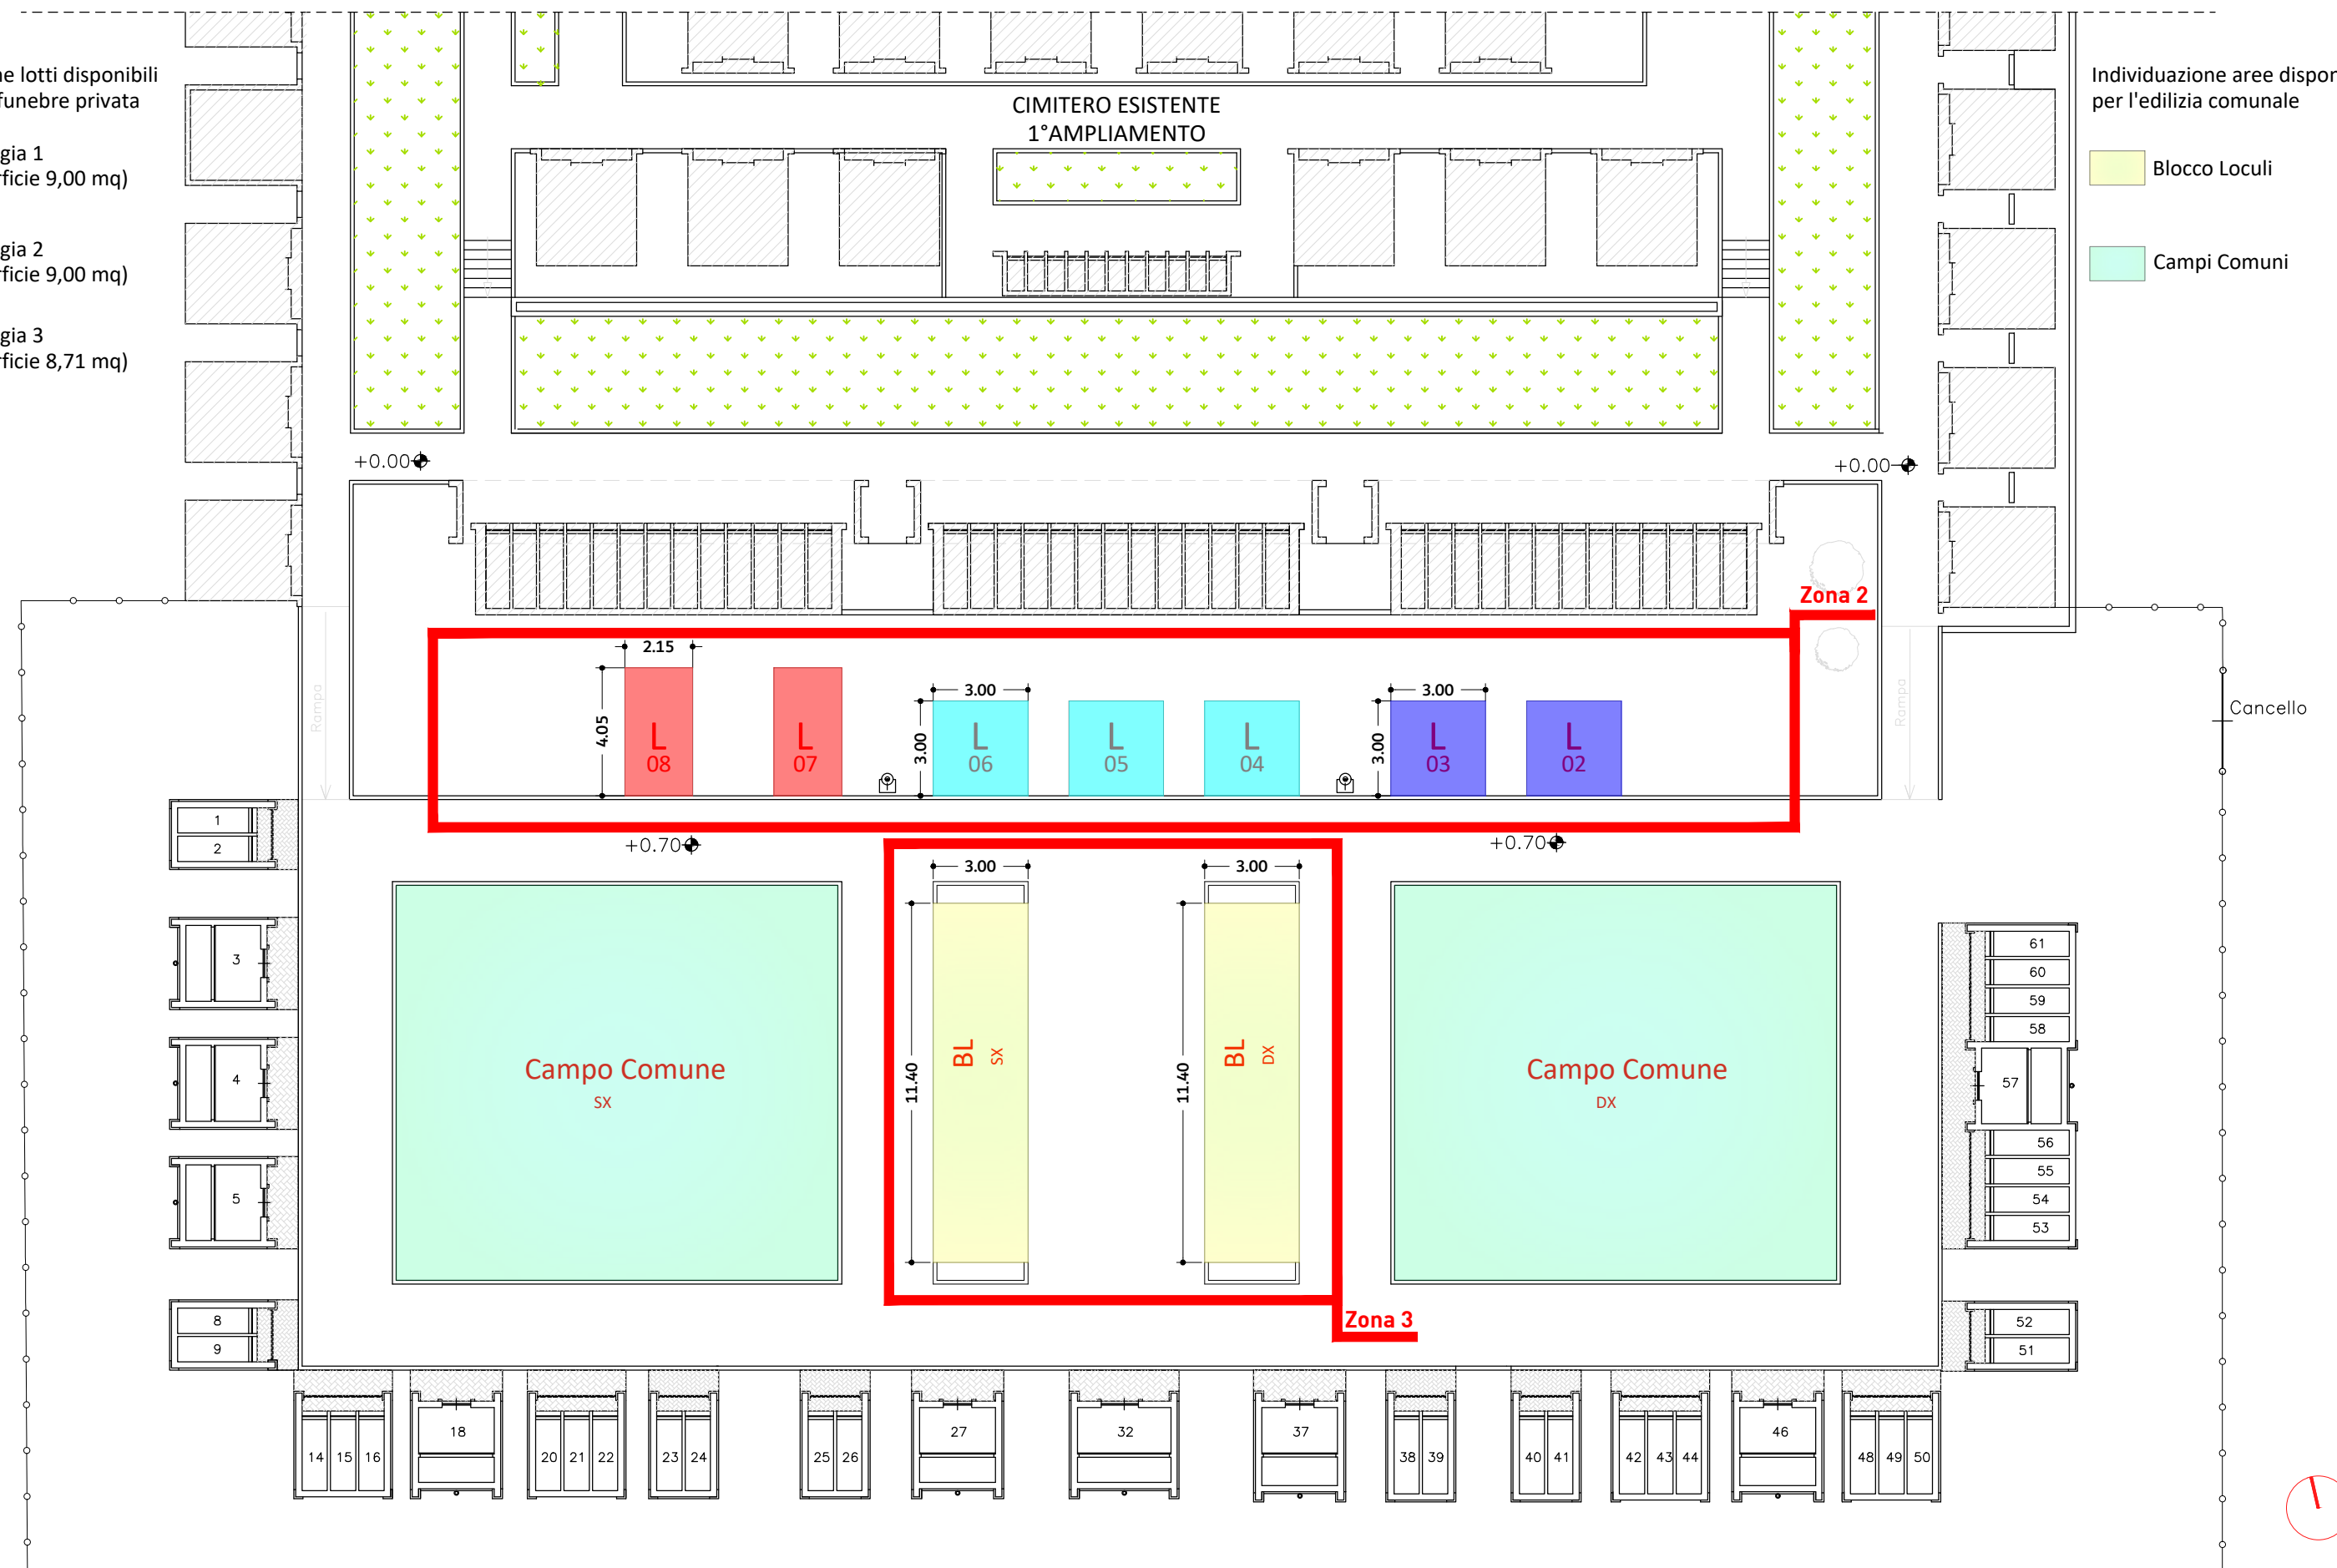 ne lotti disponibili
funebre privata
gia 1
rficie 9,00 mq)
gia 2
rficie 9,00 mq)
gia 3
rficie 8,71 mq)
CIMITERO ESISTENTE
1°AMPLIAMENTO
Individuazione aree dispon
per l'edilizia comunale
Blocco Loculi
Campi Comuni
+0.00
+0.00
Zona 2
Rampa
Rampa
Cancello
2.15
4.05
3.00
3.00
3.00
3.00
L
08
L
07
L
06
L
05
L
04
L
03
L
02
+0.70
+0.70
3.00
3.00
11.40
11.40
BL
SX
BL
DX
Campo Comune
SX
Campo Comune
DX
Zona 3
1
2
3
4
5
8
9
61
60
59
58
57
56
55
54
53
52
51
14 15 16
18
20 21 22
23 24
25 26
27
32
37
38 39
40 41
42 43 44
46
48 49 50